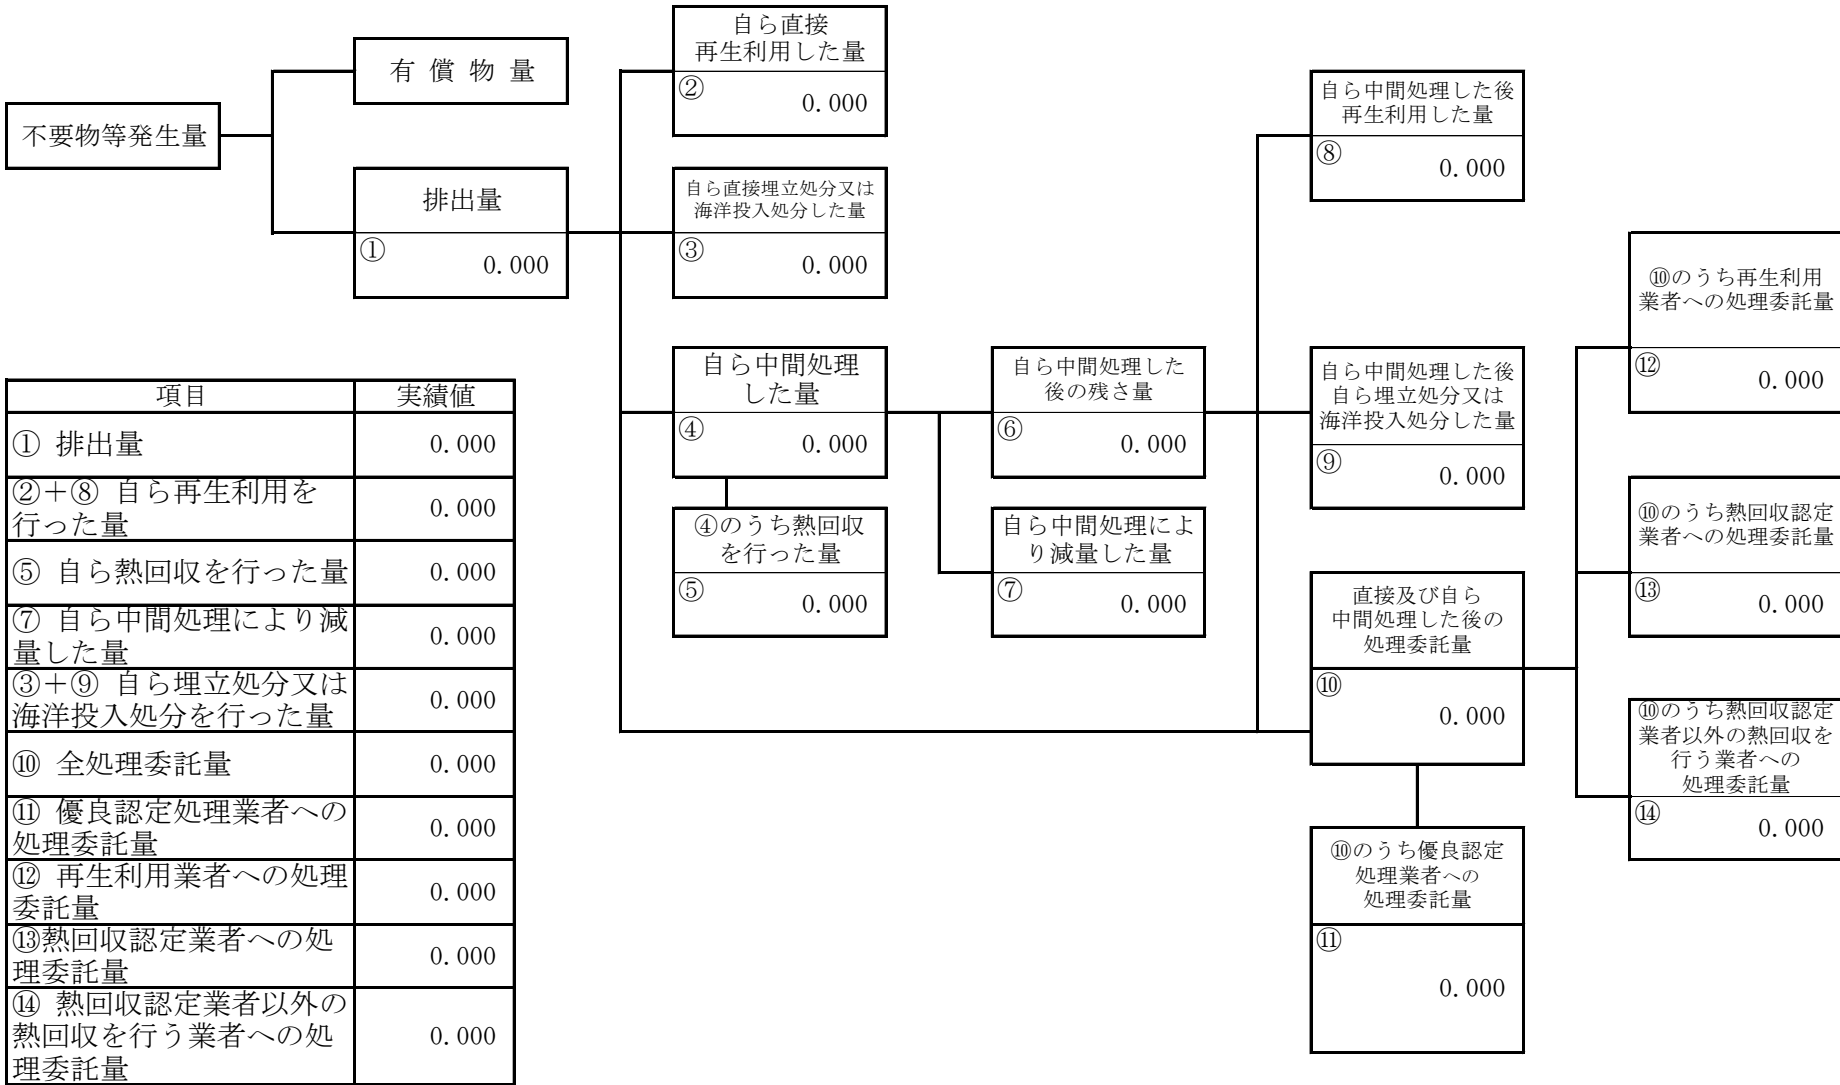 不要物等発生量
有 償 物 量
排出量
①
0.000
自ら直接
再生利用した量
②
0.000
自ら直接埋立処分又は
海洋投入処分した量
③
0.000
自ら中間処理
した量
④
0.000
④のうち熱回収
を行った量
⑤
0.000
自ら中間処理した
後の残さ量
⑥
0.000
自ら中間処理によ
り減量した量
⑦
0.000
自ら中間処理した後
再生利用した量
⑧
0.000
自ら中間処理した後
自ら埋立処分又は
海洋投入処分した量
⑨
0.000
直接及び自ら
中間処理した後の
処理委託量
⑩
0.000
⑩のうち優良認定
処理業者への
処理委託量
⑪
0.000
⑩のうち再生利用
業者への処理委託量
⑫
0.000
⑩のうち熱回収認定
業者への処理委託量
⑬
0.000
⑩のうち熱回収認定
業者以外の熱回収を
行う業者への
処理委託量
⑭
0.000
項目 実績値
① 排出量 0.000
②＋⑧ 自ら再生利用を
行った量 0.000
⑤ 自ら熱回収を行った量 0.000
⑦ 自ら中間処理により減
量した量 0.000
③＋⑨ 自ら埋立処分又は
海洋投入処分を行った量 0.000
⑩ 全処理委託量 0.000
⑪ 優良認定処理業者への
処理委託量 0.000
⑫ 再生利用業者への処理
委託量 0.000
⑬熱回収認定業者への処
理委託量 0.000
⑭ 熱回収認定業者以外の
熱回収を行う業者への処
理委託量 0.000